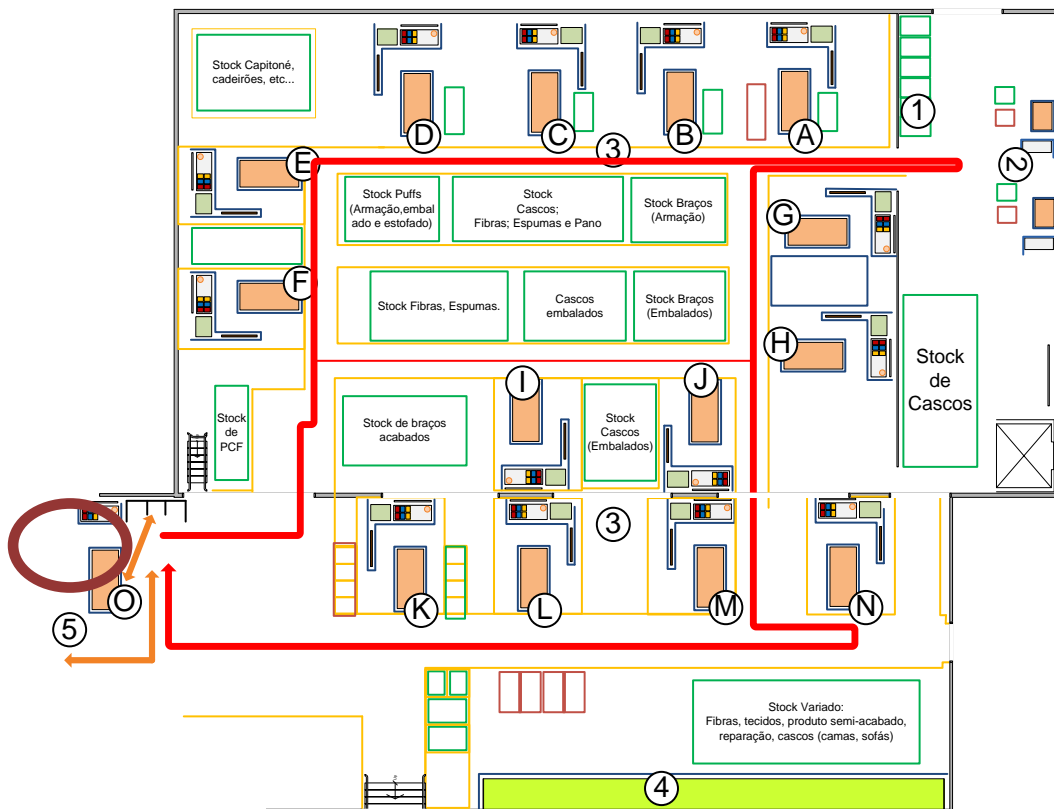 Stock Capitoné,
cadeirões, etc...
D
C
B
A
1
2
3
E
Stock Puffs
(Armação,embal
ado e estofado)
Stock
Cascos;
Fibras; Espumas e Pano
Stock Braços
(Armação)
G
F
Stock Fibras, Espumas.
Cascos
embalados
Stock Braços
(Embalados)
H
Stock
de
Cascos
I
J
Stock
de
PCF
Stock de braços
acabados
Stock
Cascos
(Embalados)
3
O
K
L
M
N
5
Stock Variado:
Fibras, tecidos, produto semi-acabado,
reparação, cascos (camas, sofás)
4